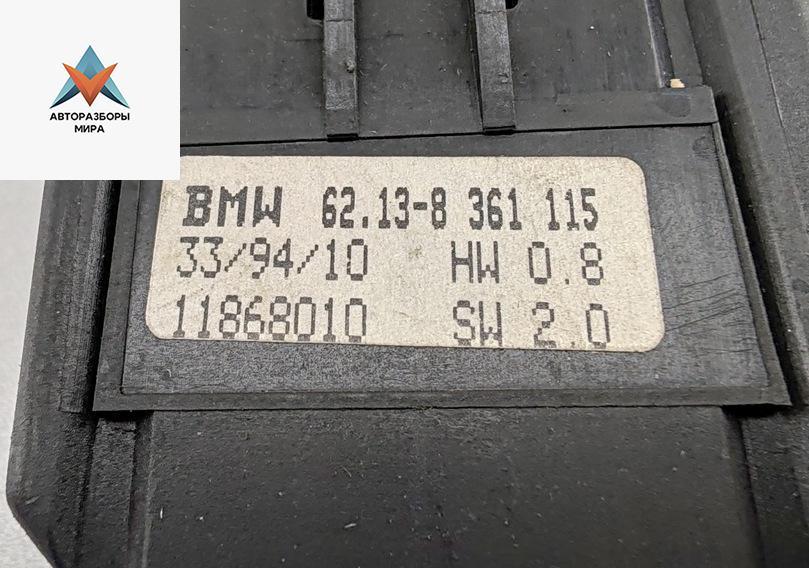 АВТОРАЗБОРЫ
МИРА
BMW 62.13-8 361 115
33/94/10 HW 0.8
11868010 SW 2.0